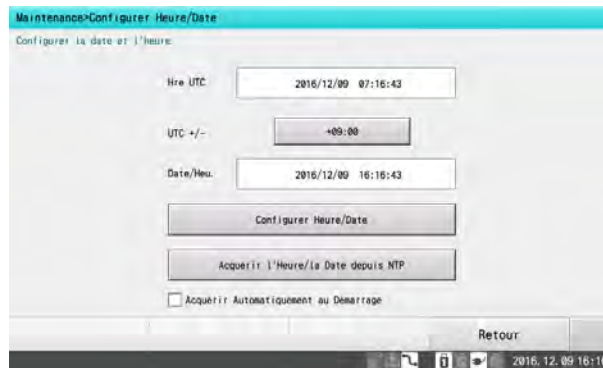 Maintenance>Configurer Heure/Date
Configurer la date et l'heure.
Hre UTC 2016/12/09 07:16:43
UTC +/- +09:00
Date/Heu. 2016/12/09 16:16:43
Configurer Heure/Date
Acquérir l'Heure/la Date depuis NTP
Acquérir Automatiquement au Démarrage
Retour
2016.12.09 16:1